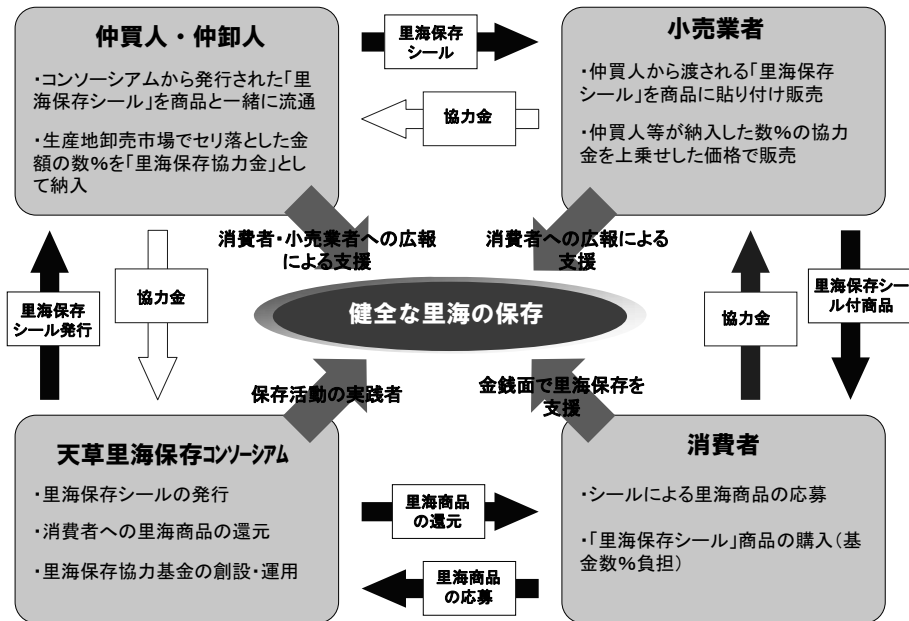 仲買人・仲卸人
・コンソーシアムから発行された「里
海保存シール」を商品と一緒に流通
・生産地卸売市場でセリ落とした金
額の数%を「里海保存協力金」とし
て納入
里海保存
シール
協力金
小売業者
・仲買人から渡される「里海保存
シール」を商品に貼り付け販売
・仲買人等が納入した数%の協力
金を上乗せした価格で販売
消費者・小売業者への広報
による支援
消費者への広報による
支援
里海保存
シール発行
協力金
健全な里海の保存
協力金
里海保存シー
ル付商品
保存活動の実践者
金銭面で里海保存を
支援
天草里海保存コンソーシアム
・里海保存シールの発行
・消費者への里海商品の還元
・里海保存協力基金の創設・運用
里海商品
の還元
里海商品
の応募
消費者
・シールによる里海商品の応募
・「里海保存シール」商品の購入(基
金数%負担)